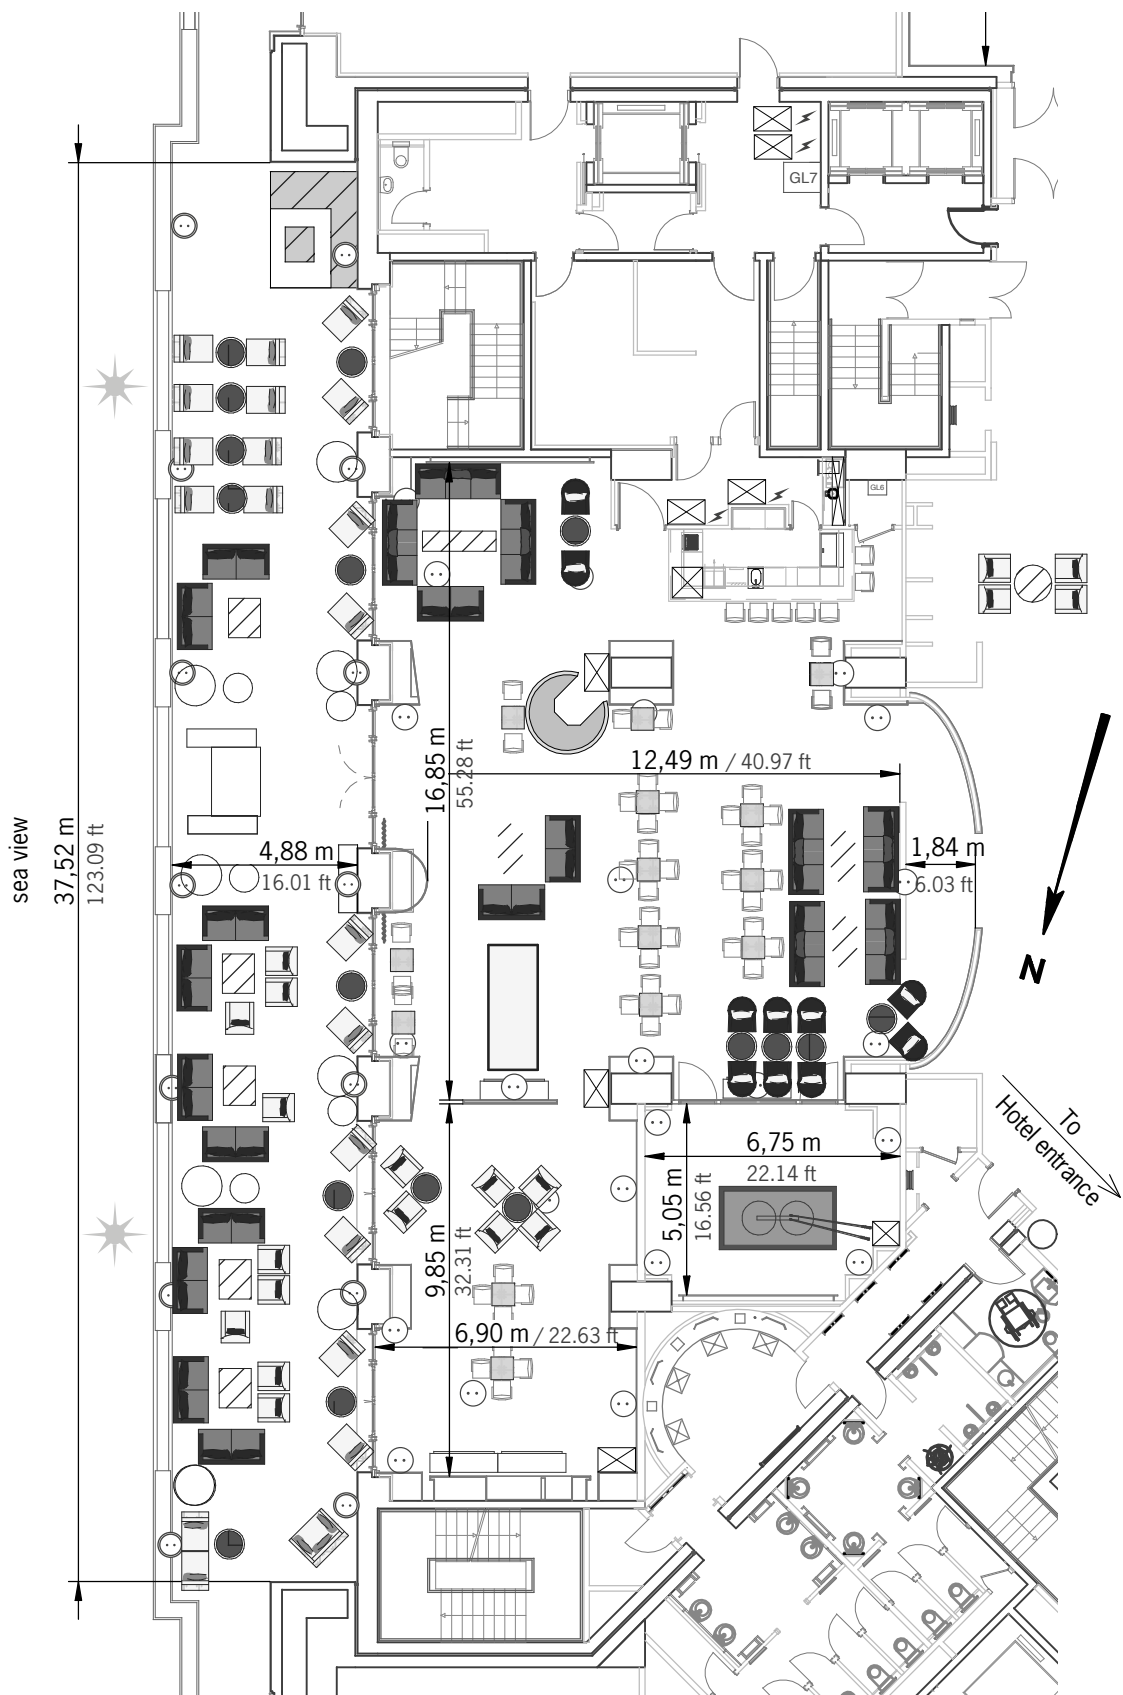 GL7
GL6
16,85 m
55.28 ft
12,49 m / 40.97 ft
sea view
37,52 m
123.09 ft
4,88 m
16.01 ft
1,84 m
6.03 ft
N
To
Hotel entrance
6,75 m
22.14 ft
5,05 m
16.56 ft
9,85 m
32.31 ft
6,90 m / 22.63 ft